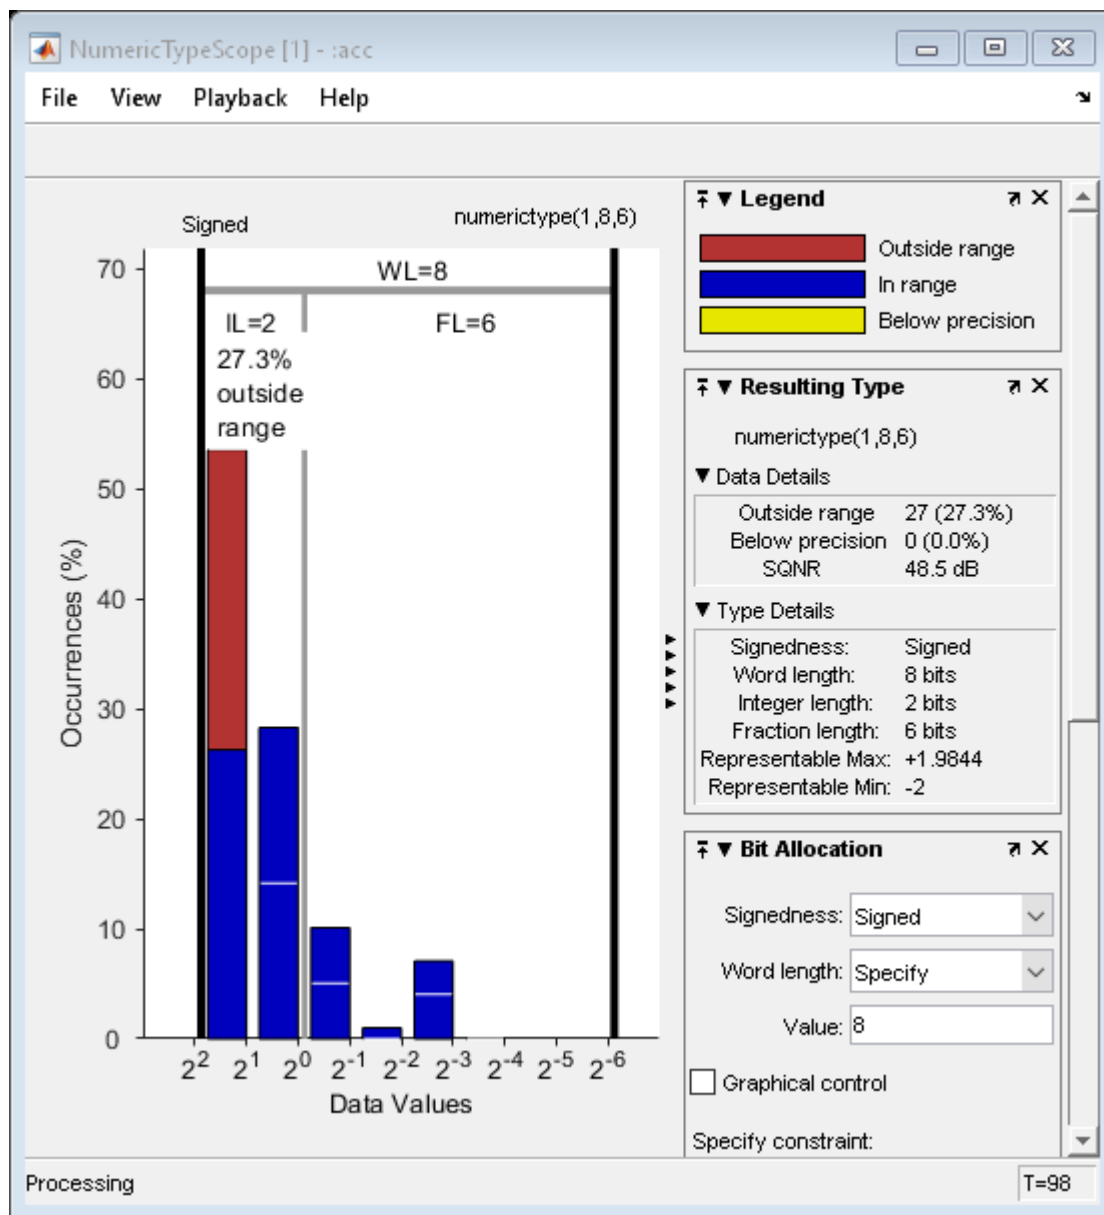 NumericTypeScope [1] - :acc
File View Playback Help
Signed
numerictype(1,8,6)
WL=8
IL=2
FL=6
27.3%
outside
range
70
60
50
40
30
20
10
0
Occurrences (%)
2^2 2^1 2^0 2^-1 2^-2 2^-3 2^-4 2^-5 2^-6
Data Values
Legend
Outside range
In range
Below precision
Resulting Type
numerictype(1,8,6)
Data Details
Outside range 27 (27.3%)
Below precision 0 (0.0%)
SQNR 48.5 dB
Type Details
Signedness: Signed
Word length: 8 bits
Integer length: 2 bits
Fraction length: 6 bits
Representable Max: +1.9844
Representable Min: -2
Bit Allocation
Signedness: Signed
Word length: Specify
Value: 8
Graphical control
Specify constraint:
Processing
T=98